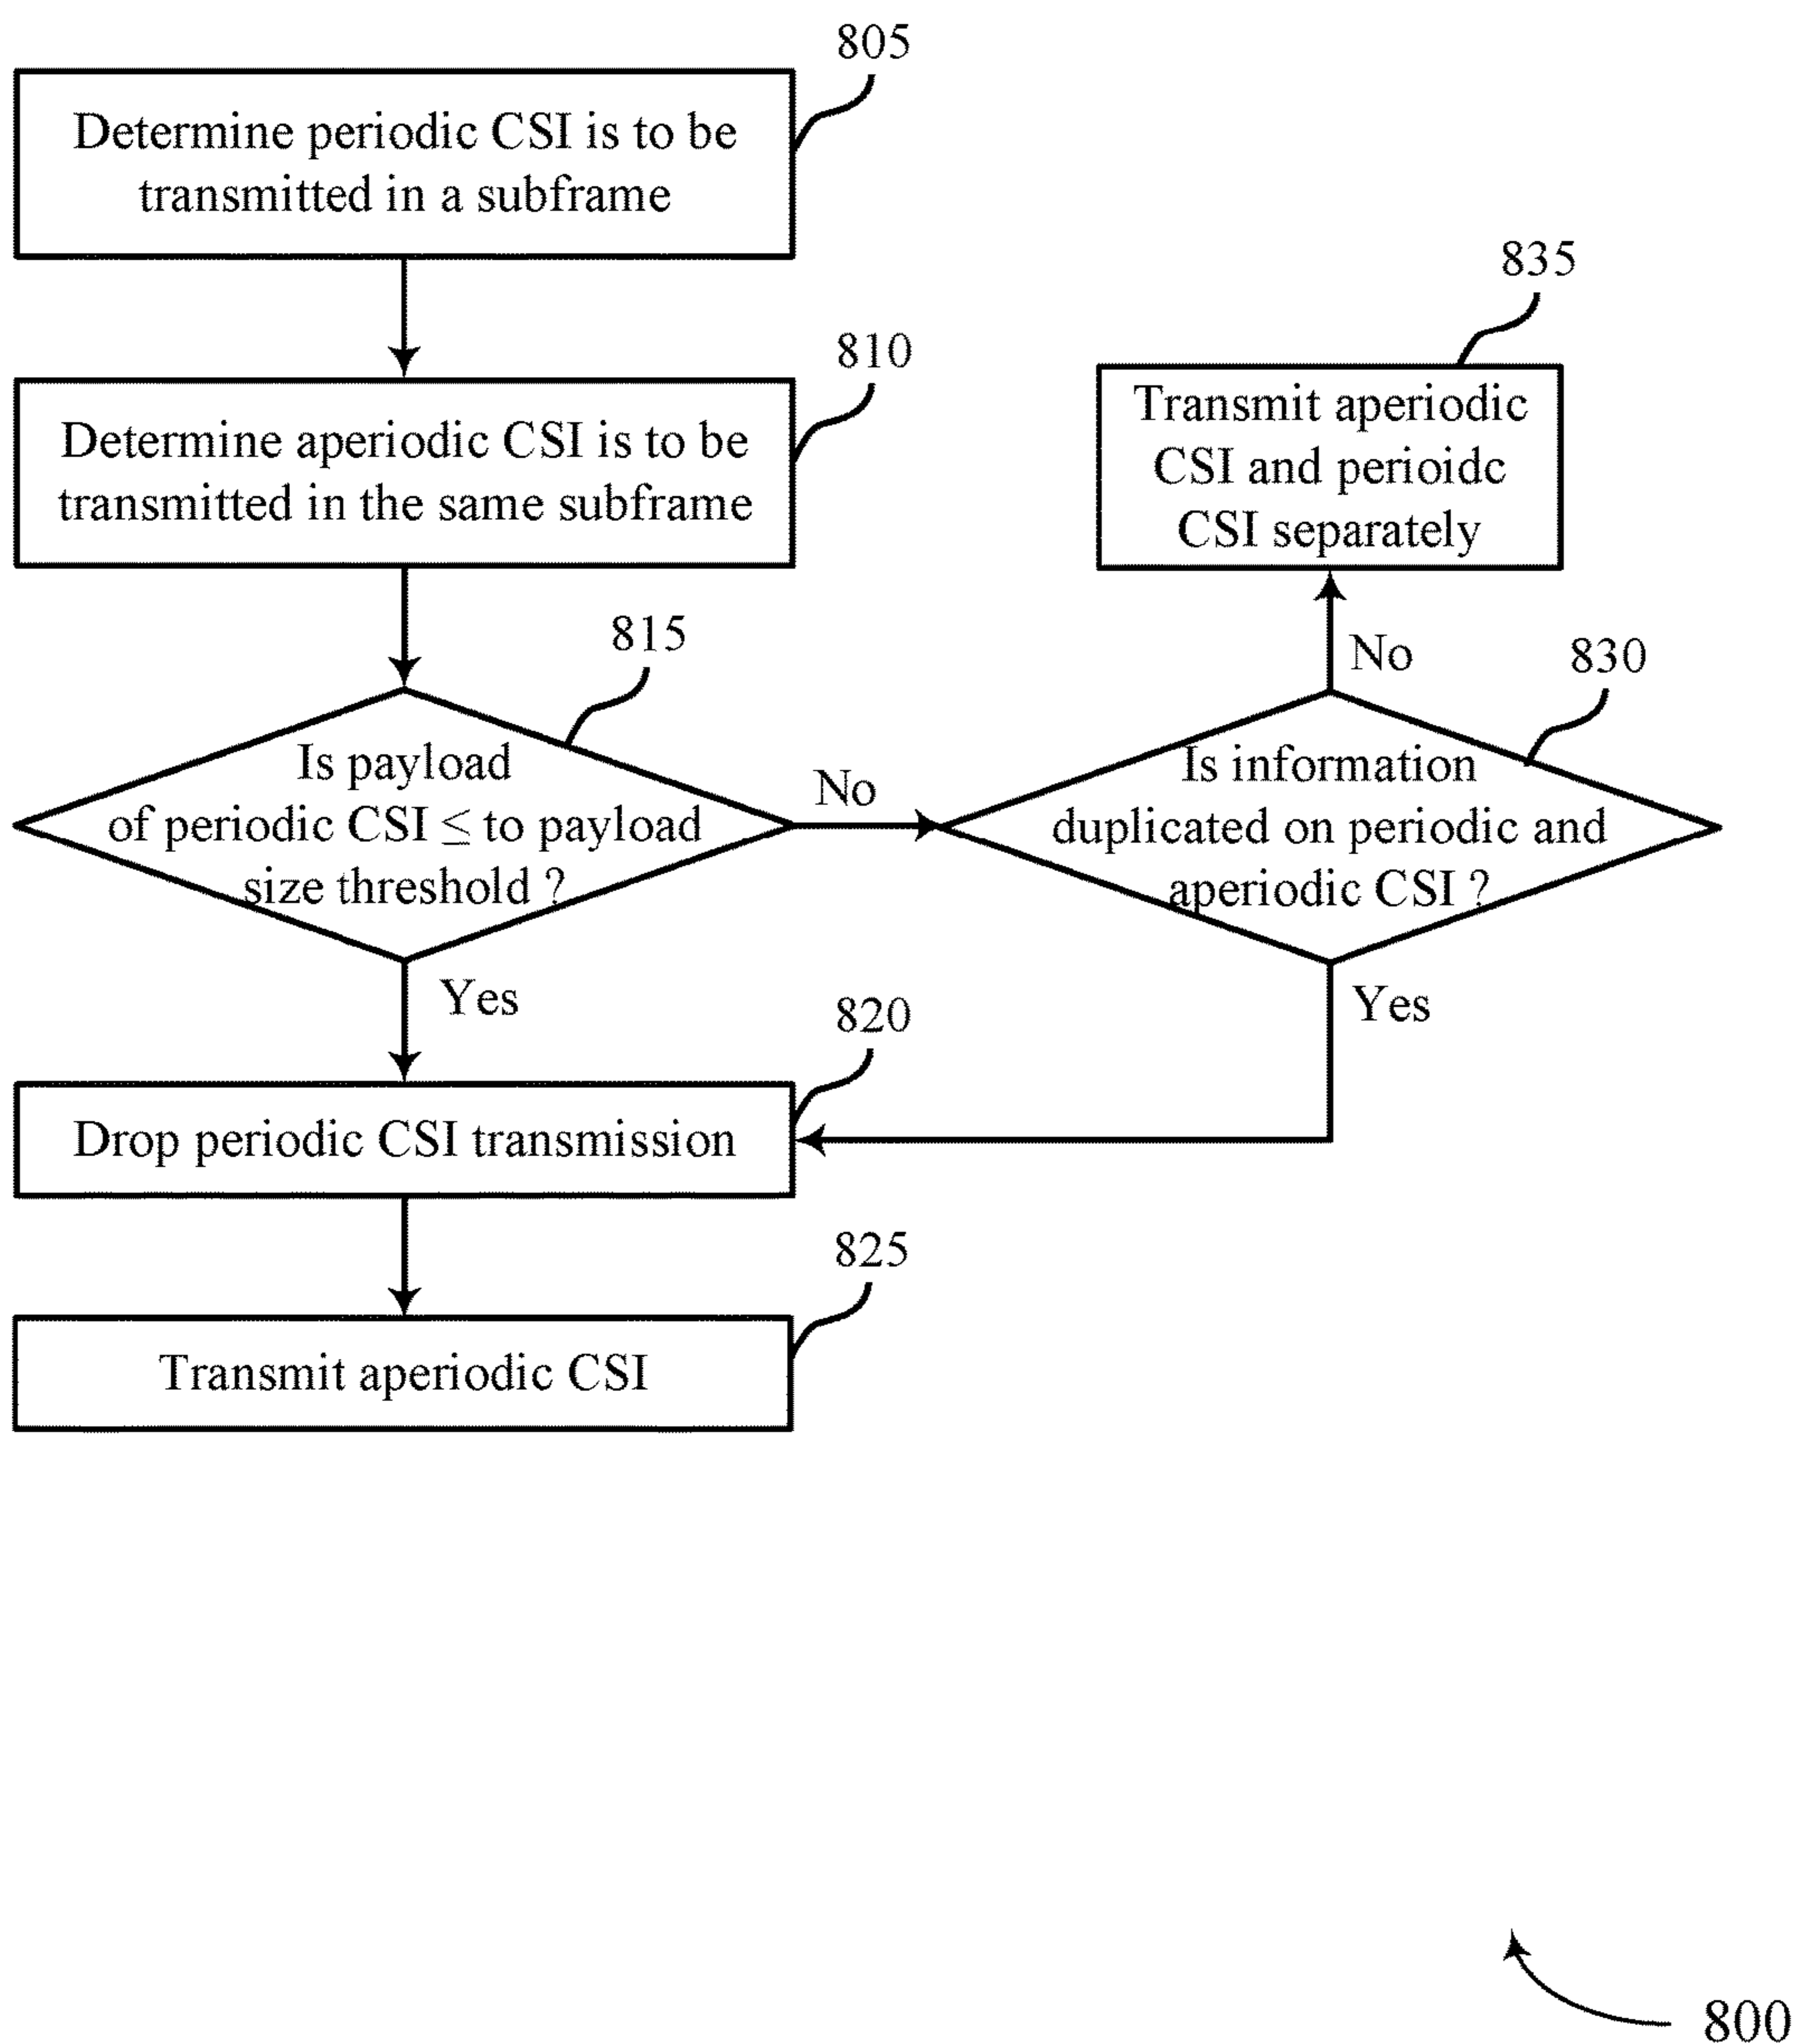 805
Determine periodic CSI is to be
transmitted in a subframe
810
Determine aperiodic CSI is to be
transmitted in the same subframe
815
Is payload
of periodic CSI ≤ to payload
size threshold ?
No
Yes
820
Drop periodic CSI transmission
825
Transmit aperiodic CSI
830
Is information
duplicated on periodic and
aperiodic CSI ?
No
Yes
835
Transmit aperiodic
CSI and perioidc
CSI separately
800